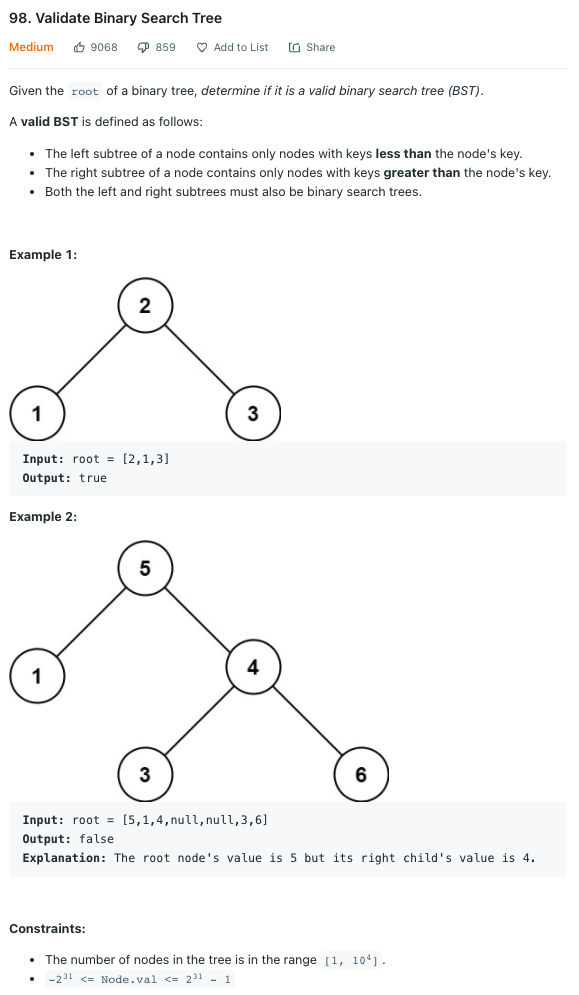 98. Validate Binary Search Tree
Medium 9068 859 Add to List Share
Given the root of a binary tree, determine if it is a valid binary search tree (BST).
A valid BST is defined as follows:
• The left subtree of a node contains only nodes with keys less than the node's key.
• The right subtree of a node contains only nodes with keys greater than the node's key.
• Both the left and right subtrees must also be binary search trees.
Example 1:
2
1 3
Input: root = [2,1,3]
Output: true
Example 2:
5
1 4
3 6
Input: root = [5,1,4,null,null,3,6]
Output: false
Explanation: The root node's value is 5 but its right child's value is 4.
Constraints:
• The number of nodes in the tree is in the range [1, 10⁴].
• -2³¹ <= Node.val <= 2³¹ - 1